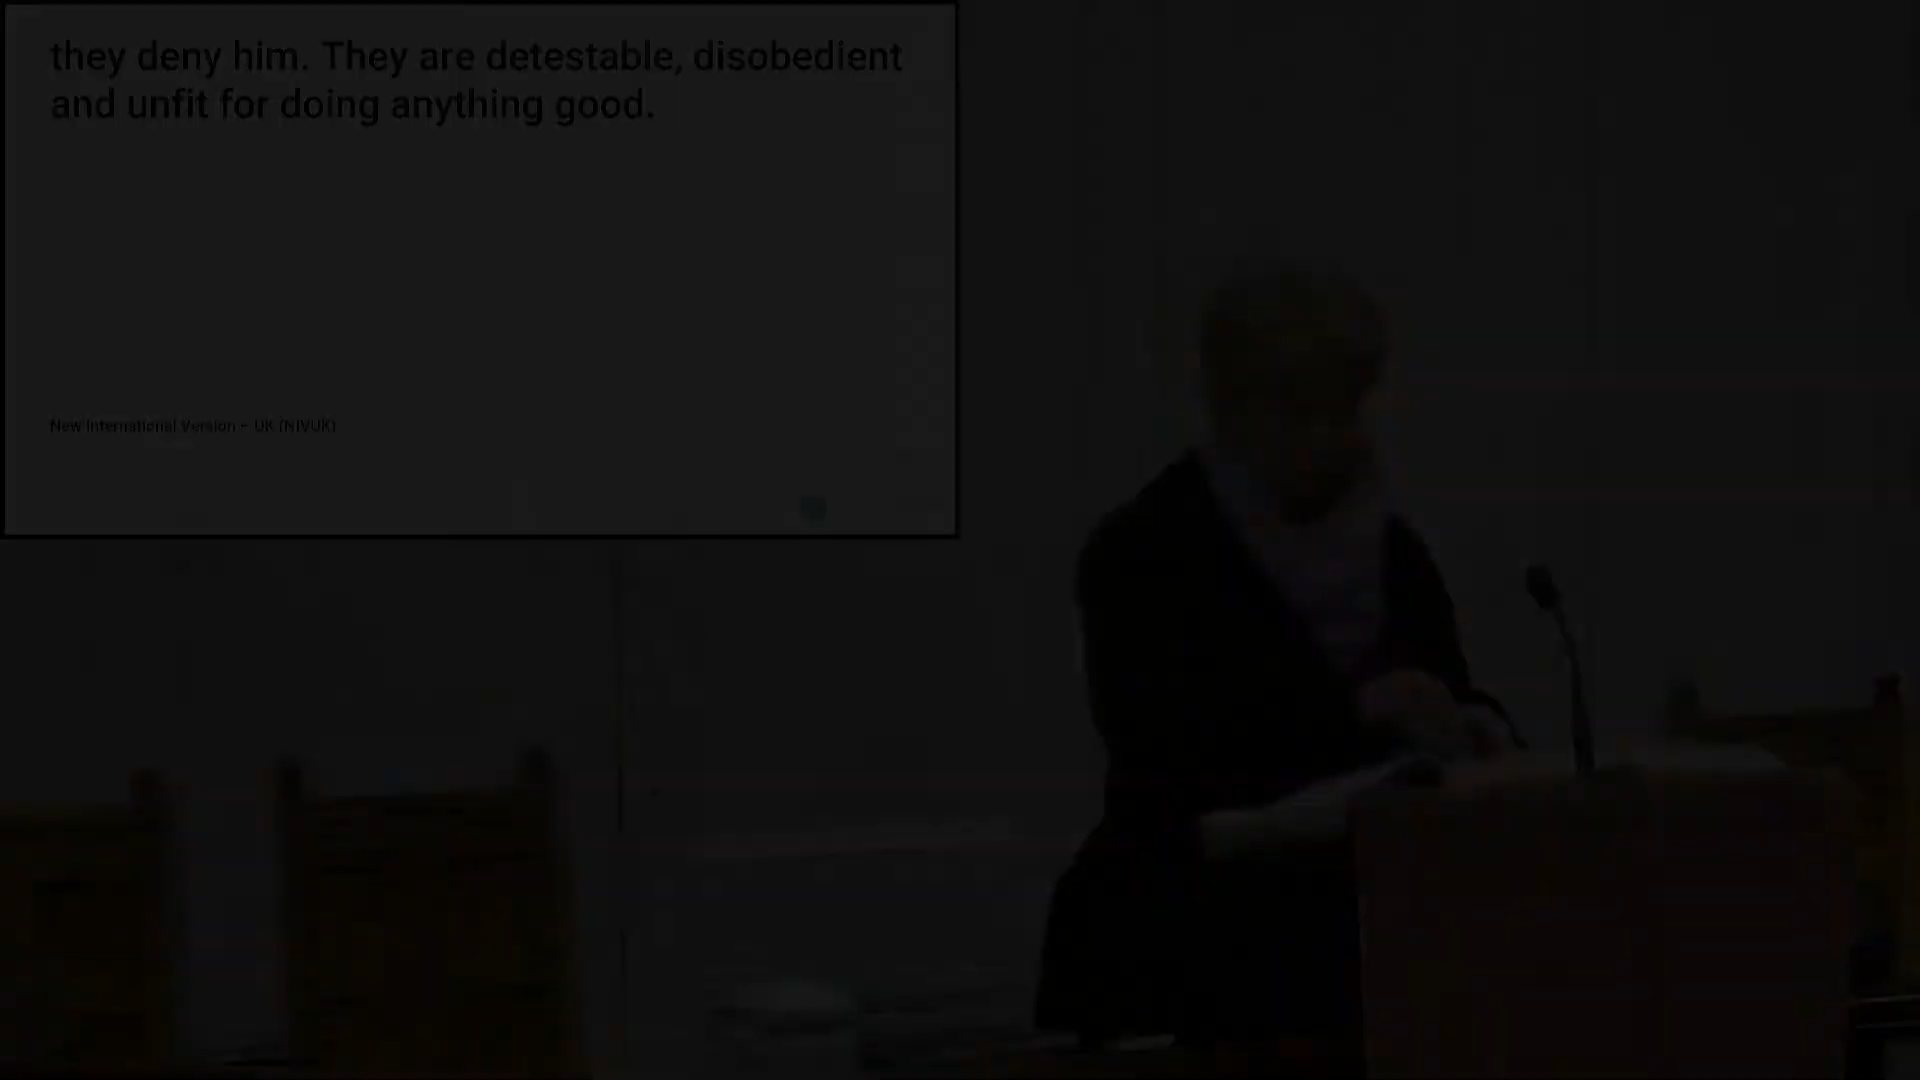 they deny him. They are detestable, disobedient
and unfit for doing anything good.
New International Version – UK (NIVUK)